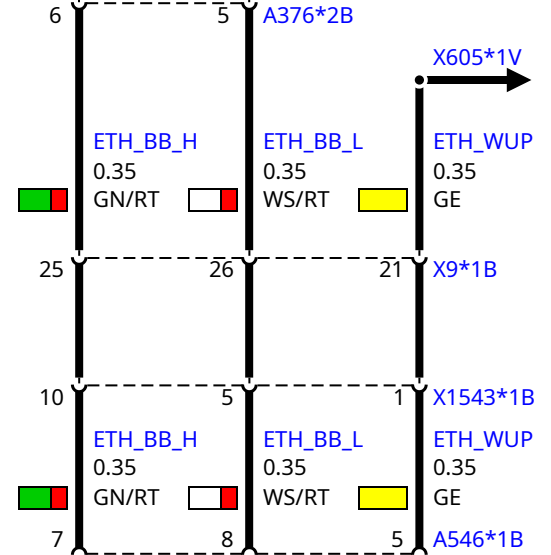 6 5 A376*2B
X605*1V
ETH_BB_H ETH_BB_L ETH_WUP
0.35 0.35 0.35
GN/RT WS/RT GE
25 26 21 X9*1B
10 5 1 X1543*1B
ETH_BB_H ETH_BB_L ETH_WUP
0.35 0.35 0.35
GN/RT WS/RT GE
7 8 5 A546*1B